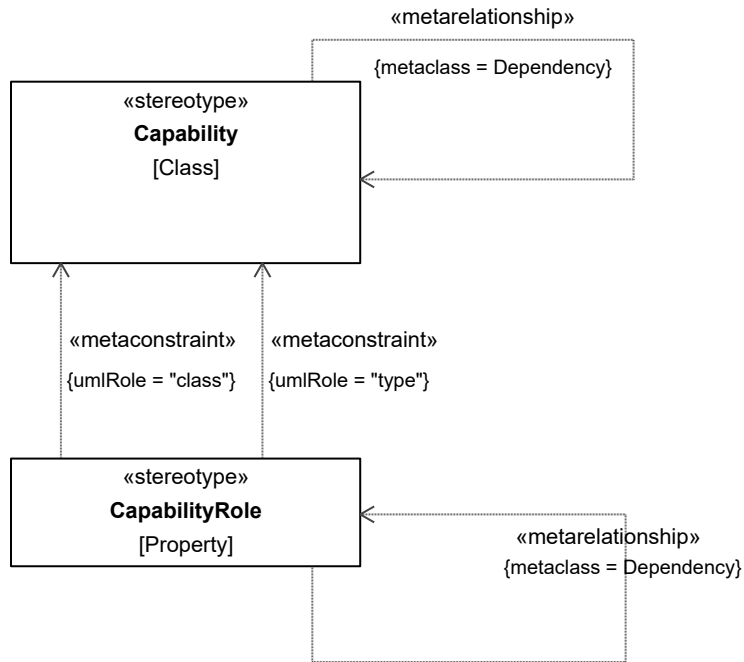 «metarelationship»
{metaclass = Dependency}
«stereotype»
Capability
[Class]
«metaconstraint»
{umlRole = "class"}
«metaconstraint»
{umlRole = "type"}
«stereotype»
CapabilityRole
[Property]
«metarelationship»
{metaclass = Dependency}